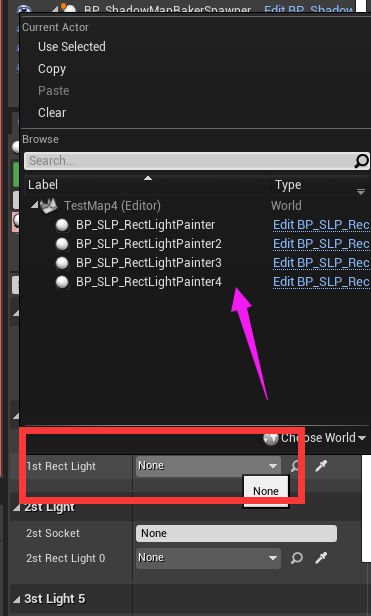 BP_ShadowMapBakerSpawner Edit BP_Shadow
Current Actor
Use Selected
Copy
Paste
Clear
Browse
Search...
Label Type
TestMap4 (Editor) World
BP_SLP_RectLightPainter Edit BP_SLP_Rec
BP_SLP_RectLightPainter2 Edit BP_SLP_Rec
BP_SLP_RectLightPainter3 Edit BP_SLP_Rec
BP_SLP_RectLightPainter4 Edit BP_SLP_Rec
Choose World
1st Rect Light None
None
2st Light
2st Socket None
2st Rect Light 0 None
3st Light 5